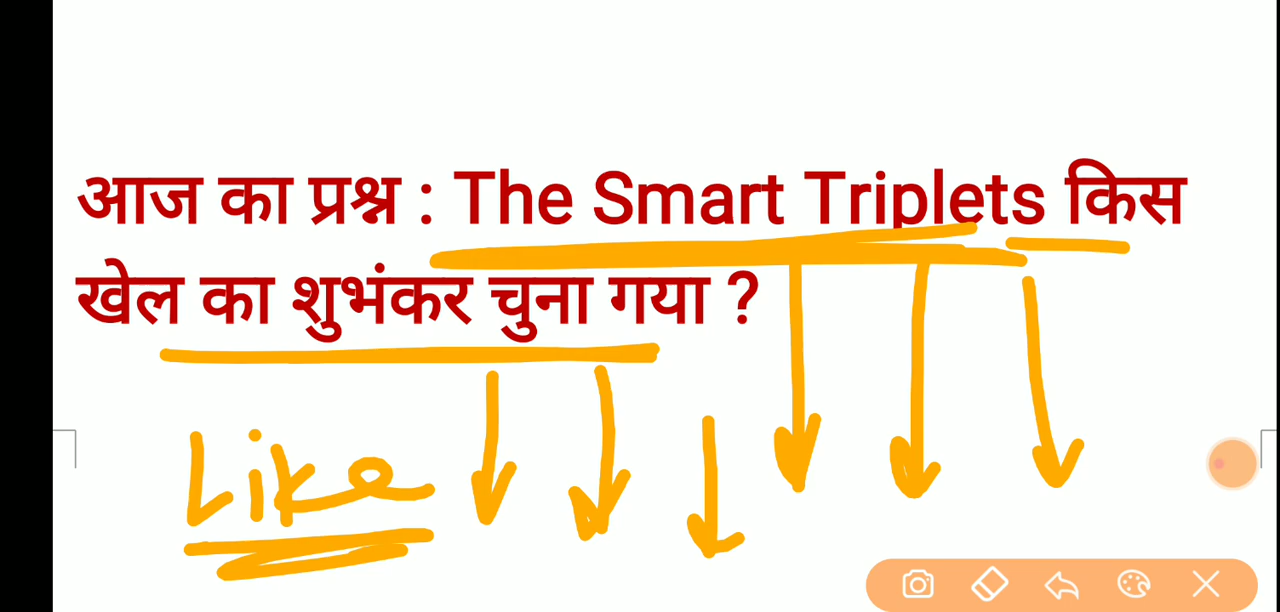 आज का प्रश्न : The Smart Triplets किस
खेल का शुभंकर चुना गया ?
Like